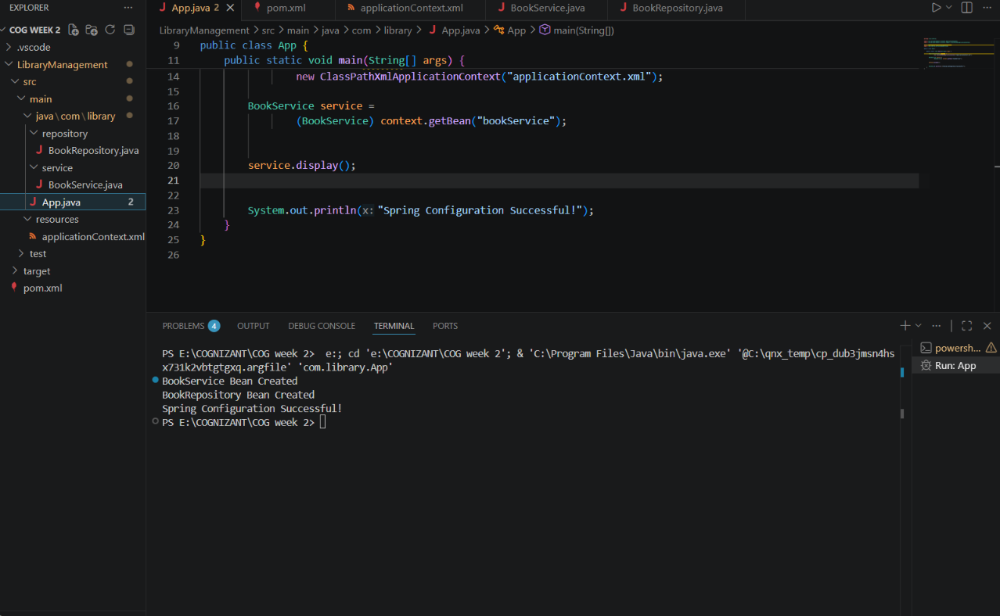 EXPLORER ...
COG WEEK 2
.vscode
LibraryManagement
src
main
java\com\library
repository
BookRepository.java
service
BookService.java
App.java 2
resources
applicationContext.xml
test
target
pom.xml
App.java 2
pom.xml
applicationContext.xml
BookService.java
BookRepository.java
LibraryManagement > src > main > java > com > library > App.java > App > main(String[])
9 public class App {
11 public static void main(String[] args) {
14 new ClassPathXmlApplicationContext("applicationContext.xml");
15
16 BookService service =
17 (BookService) context.getBean("bookService");
18
19
20 service.display();
21
22
23 System.out.println(x: "Spring Configuration Successful!");
24 }
25 }
26
PROBLEMS 4 OUTPUT DEBUG CONSOLE TERMINAL PORTS
PS E:\COGNIZANT\COG week 2> e:; cd 'e:\COGNIZANT\COG week 2'; & 'C:\Program Files\Java\bin\java.exe' '@C:\qnx_temp\cp_dub3jmsn4hs
x731k2vbtgtgxq.argfile' 'com.library.App'
BookService Bean Created
BookRepository Bean Created
Spring Configuration Successful!
PS E:\COGNIZANT\COG week 2>
powersh...
Run: App